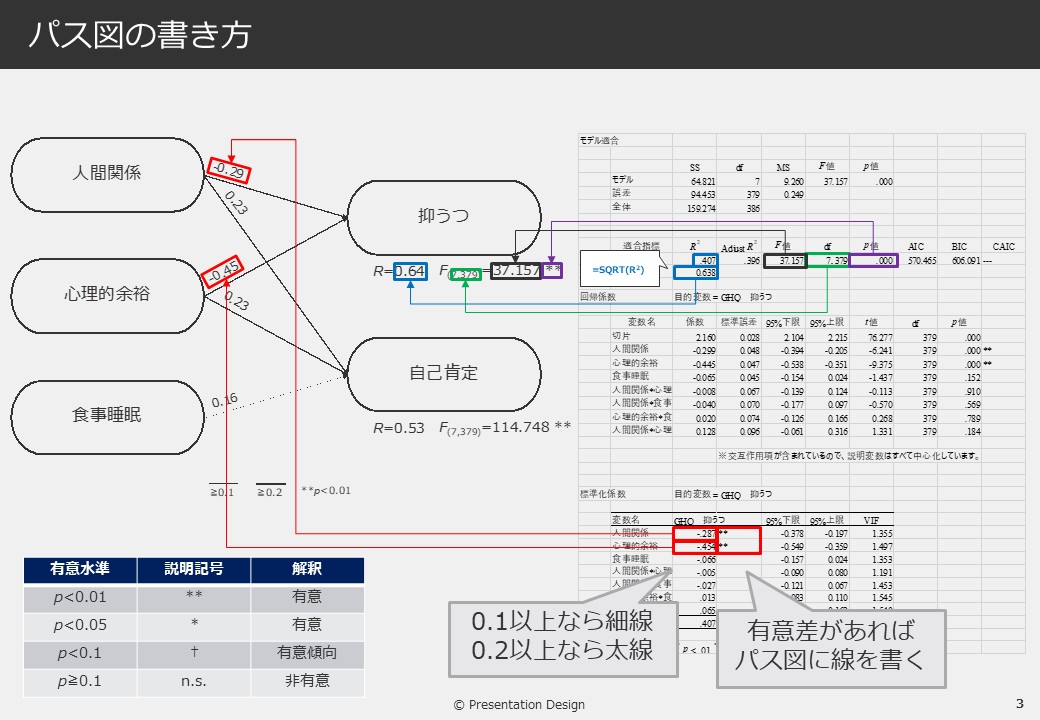 パス図の書き方
人間関係
心理的余裕
食事睡眠
抑うつ
自己肯定
-0.29
0.23
-0.45
0.23
0.16
R=0.64 F(7,379)=37.157 **
R=0.53 F(7,379)=114.748 **
≧0.1 ≧0.2 **p<0.01
有意水準 説明記号 解釈
p<0.01 ** 有意
p<0.05 * 有意
p<0.1 † 有意傾向
p≧0.1 n.s. 非有意
モデル適合
SS df MS F値 p値
モデル 64.821 7 9.260 37.157 .000
誤差 94.453 379 0.249
全体 159.274 386
適合指標 R² Adjust R² F値 df p値 AIC BIC CAIC
.407 .396 37.157 7,379 .000 570.465 606.091 ---
=SQRT(R²)
0.638
回帰係数 目的変数 = GHQ 抑うつ
変数名 係数 標準誤差 95%下限 95%上限 t値 df p値
切片 2.160 0.028 2.104 2.215 76.277 379 .000
人間関係 -0.299 0.048 -0.394 -0.205 -6.241 379 .000 **
心理的余裕 -0.445 0.047 -0.538 -0.351 -9.375 379 .000 **
食事睡眠 -0.065 0.045 -0.154 0.024 -1.437 379 .152
人間関係*心理 -0.008 0.067 -0.139 0.124 -0.113 379 .910
人間関係*食事 -0.040 0.070 -0.177 0.097 -0.570 379 .569
心理的余裕*食 0.020 0.074 -0.126 0.166 0.268 379 .789
人間関係*心理 0.128 0.096 -0.061 0.316 1.331 379 .184
※交互作用項が含まれているので、説明変数はすべて中心化しています。
標準化係数 目的変数 = GHQ 抑うつ
変数名 GHQ 抑うつ 95%下限 95%上限 VIF
人間関係 -.287 ** -0.378 -0.197 1.355
心理的余裕 -.454 ** -0.549 -0.359 1.497
食事睡眠 -.066 -0.157 0.024 1.353
人間関係*心理 -.005 -0.090 0.080 1.191
-.027 -0.121 0.067 1.453
.013 0.110 1.545
.065
.407
p < .01
0.1以上なら細線
0.2以上なら太線
有意差があれば
パス図に線を書く
© Presentation Design
3